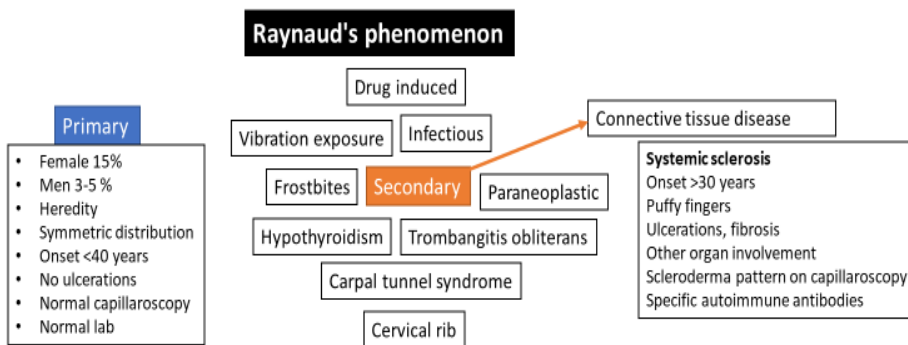 Raynaud's phenomenon
Drug induced
Primary
Vibration exposure
Infectious
Connective tissue disease
• Female 15%
• Men 3-5 %
• Heredity
• Symmetric distribution
• Onset <40 years
• No ulcerations
• Normal capillaroscopy
• Normal lab
Frostbites
Secondary
Paraneoplastic
Hypothyroidism
Trombangitis obliterans
Carpal tunnel syndrome
Cervical rib
Systemic sclerosis
Onset >30 years
Puffy fingers
Ulcerations, fibrosis
Other organ involvement
Scleroderma pattern on capillaroscopy
Specific autoimmune antibodies